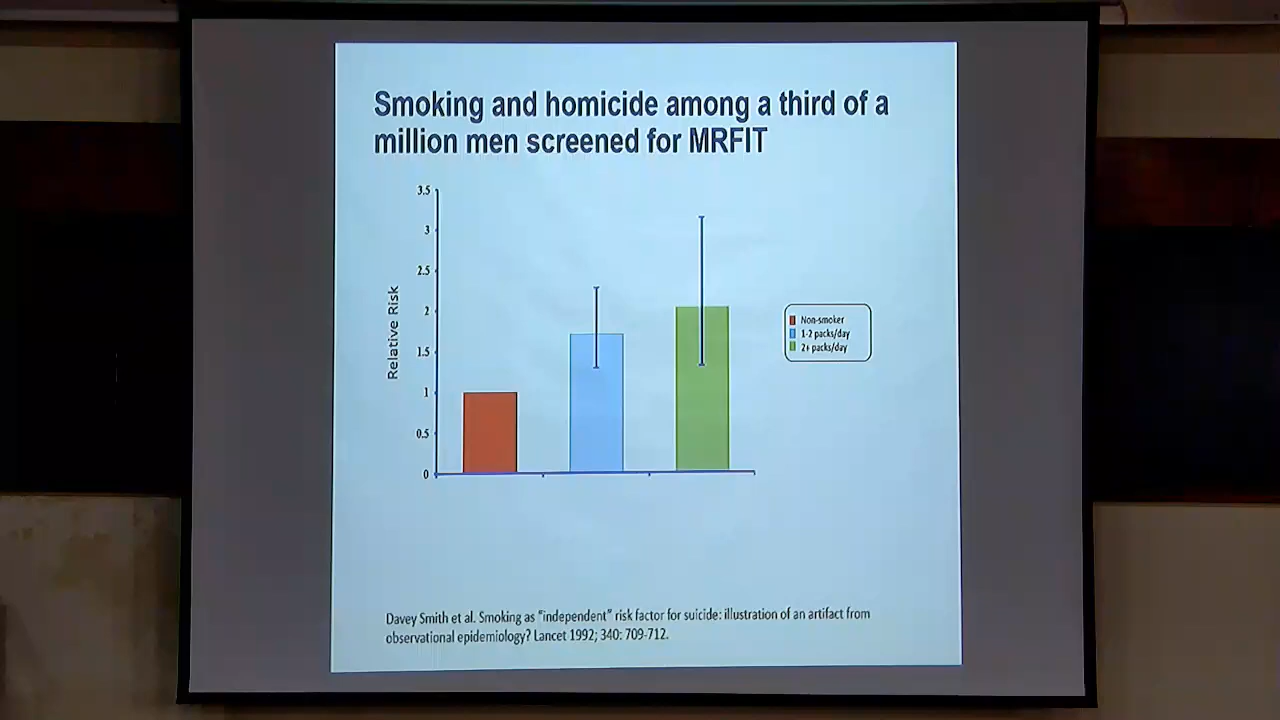 Smoking and homicide among a third of a
million men screened for MRFIT
3.5
3
2.5
2
1.5
1
0.5
0
Relative Risk
Non-smoker
1-2 packs/day
2+ packs/day
Davey Smith et al. Smoking as "independent" risk factor for suicide: illustration of an artifact from
observational epidemiology? Lancet 1992; 340: 709-712.